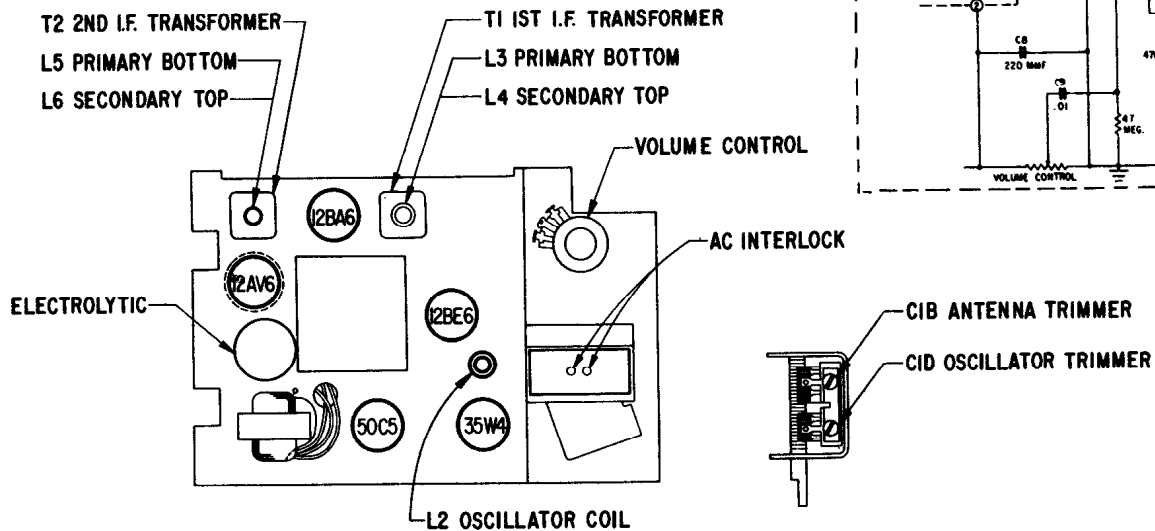 T2 2ND I.F. TRANSFORMER
L5 PRIMARY BOTTOM
L6 SECONDARY TOP
T1 1ST I.F. TRANSFORMER
L3 PRIMARY BOTTOM
L4 SECONDARY TOP
VOLUME CONTROL
AC INTERLOCK
ELECTROLYTIC
12BA6
12AV6
12BE6
50C5
35W4
L2 OSCILLATOR COIL
C1B ANTENNA TRIMMER
C1D OSCILLATOR TRIMMER
2
C8
220 MMF
C9
.01
47
MEG.
VOLUME CONTROL